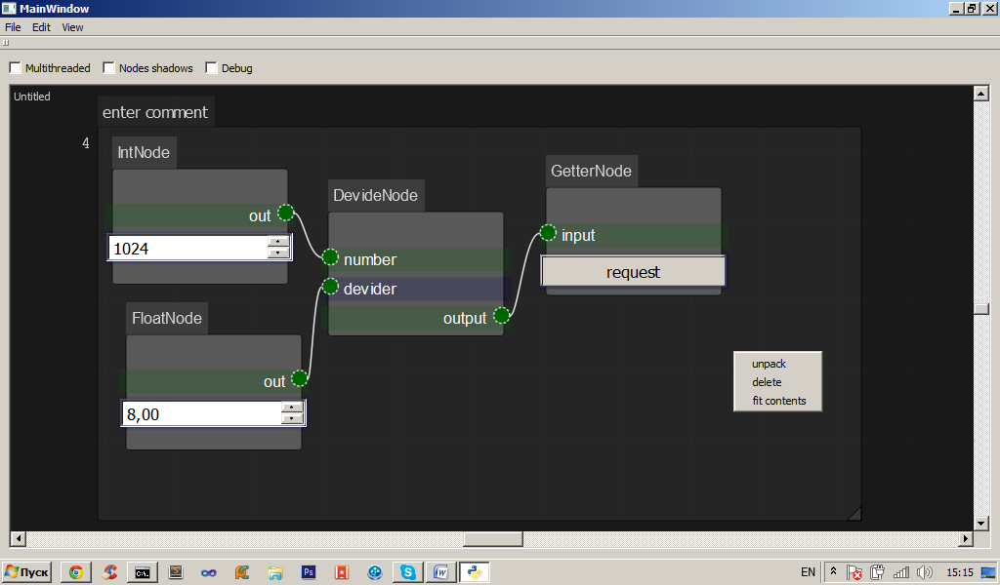 MainWindow
File Edit View
Multithreaded Nodes shadows Debug
Untitled
enter comment
4
IntNode
out
1024
DevideNode
number
devider
output
GetterNode
input
request
FloatNode
out
8,00
unpack
delete
fit contents
Пуск
C:\
Ps
S
W
EN
15:15